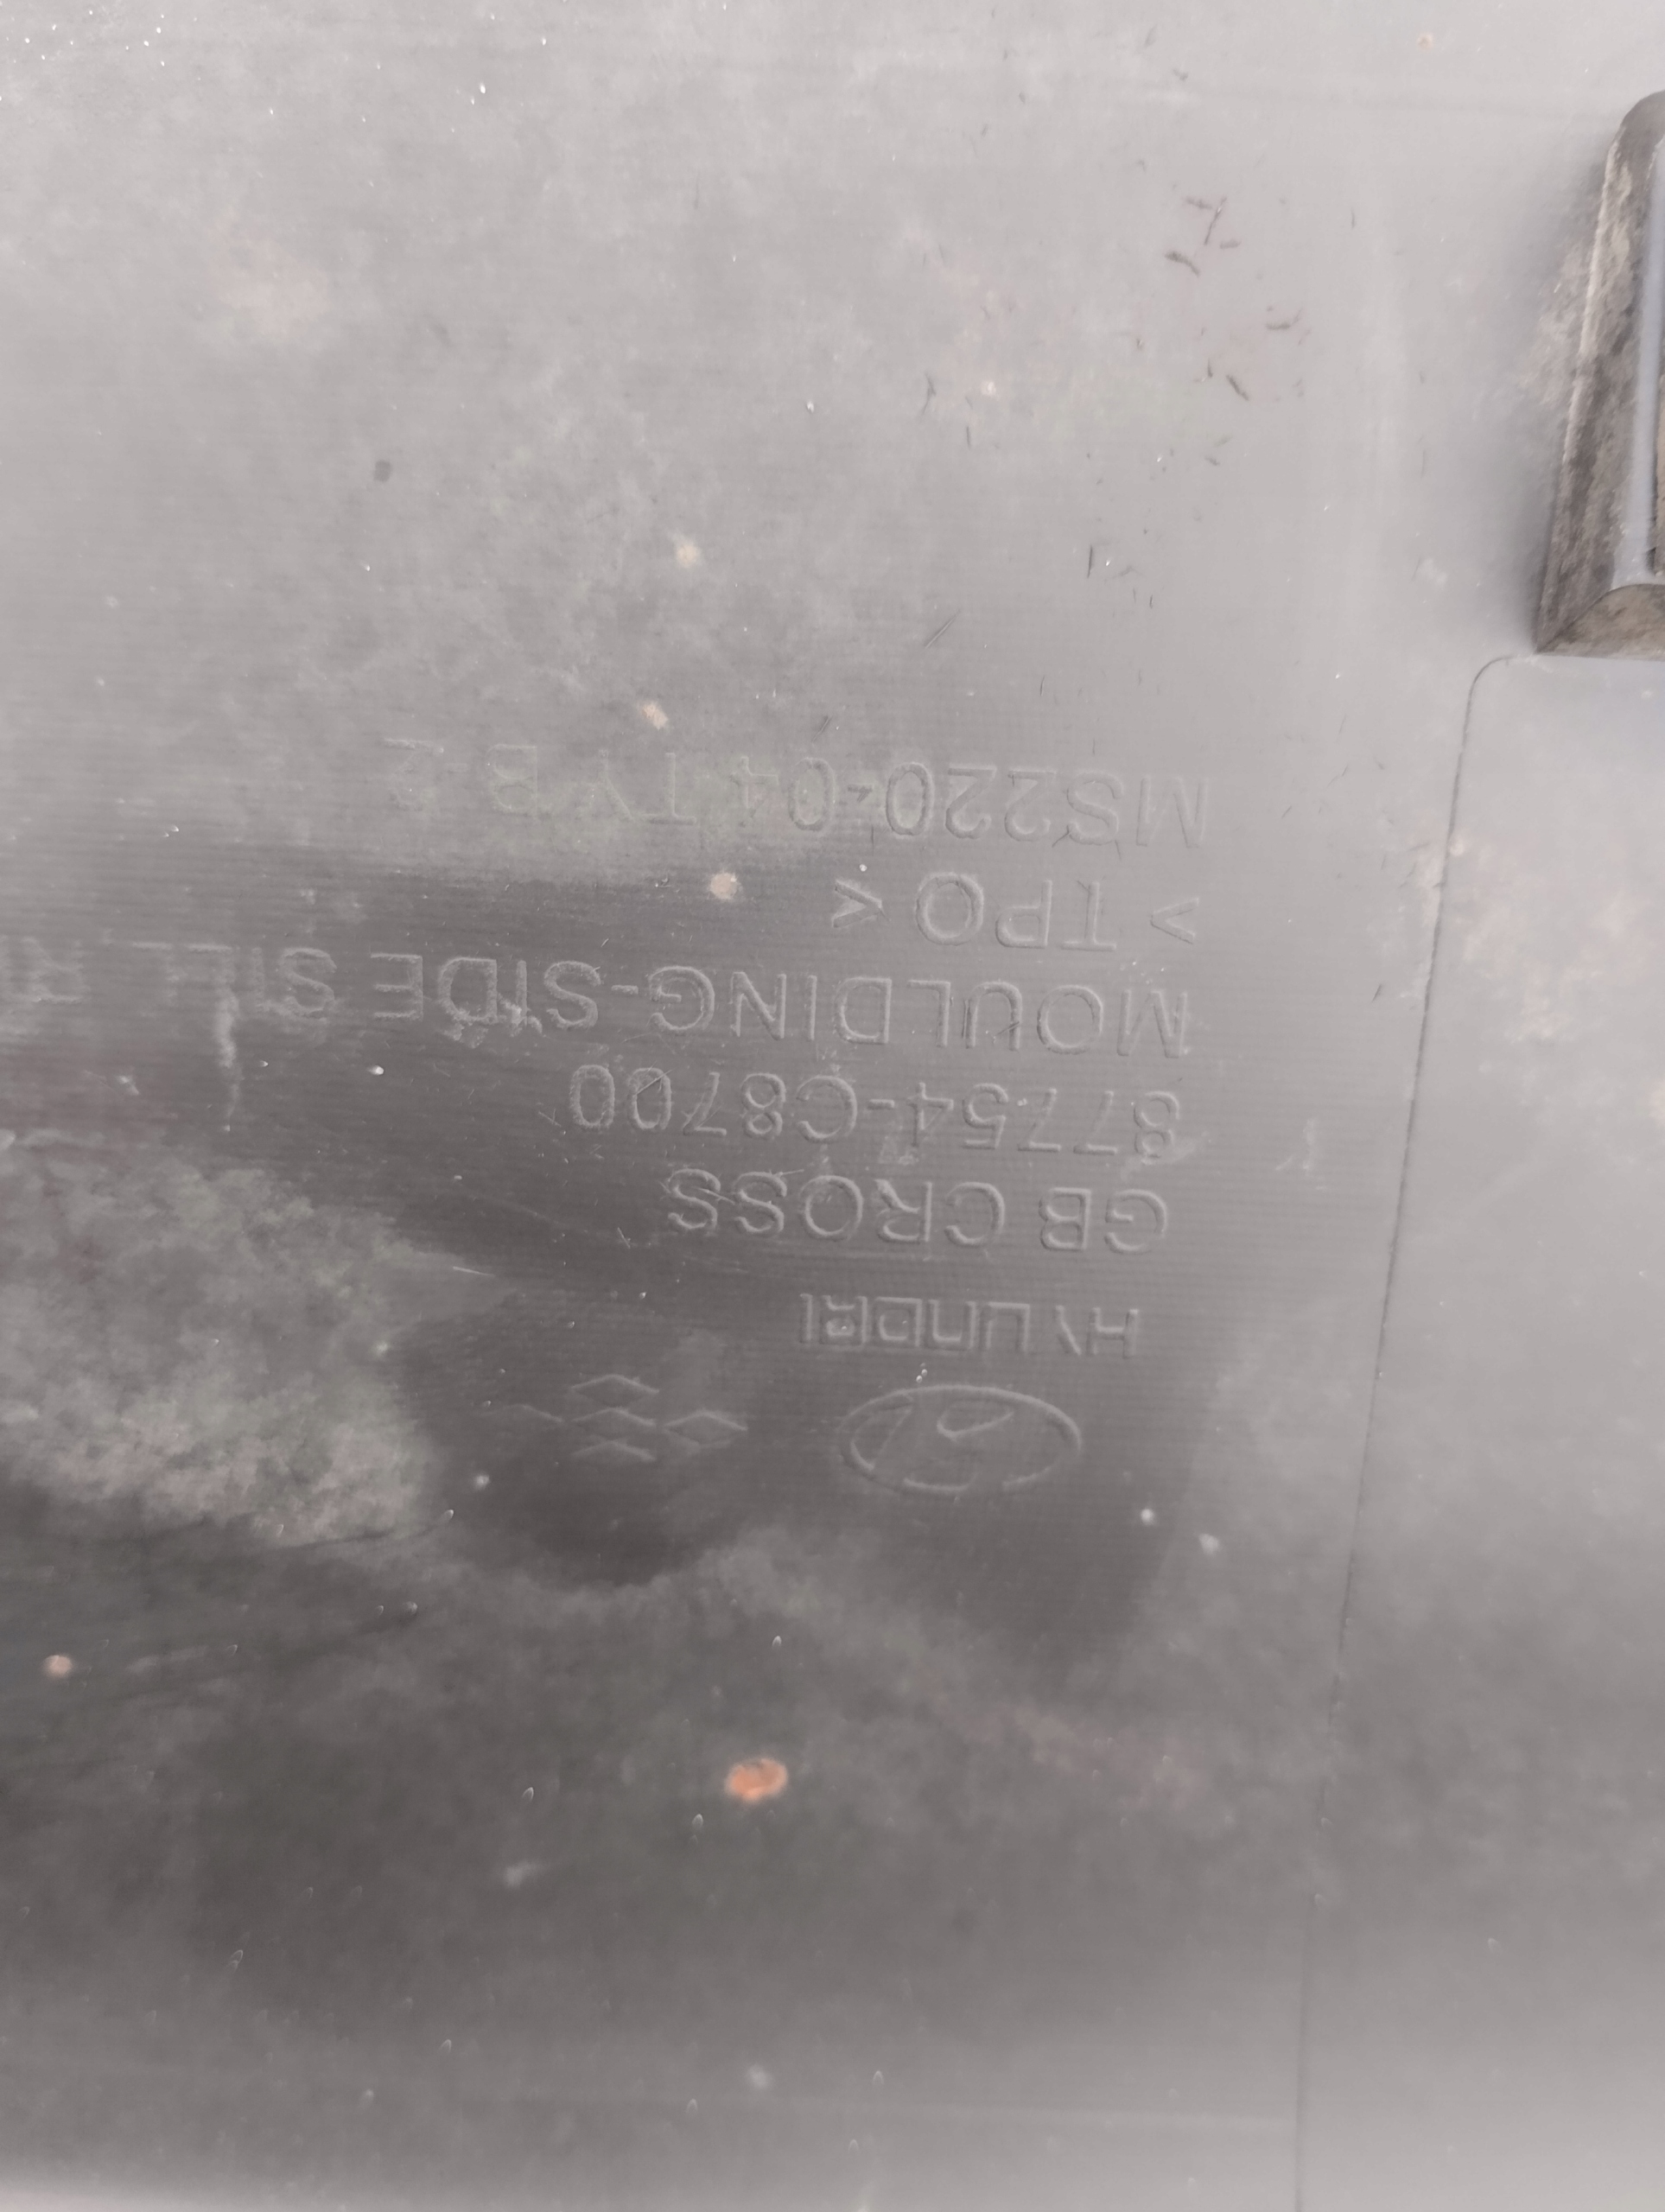 HYUNDAI
GB CROSS
87754-C8700
MOULDING-SIDE SILL
>TPO<
MS220-04 TY B-2